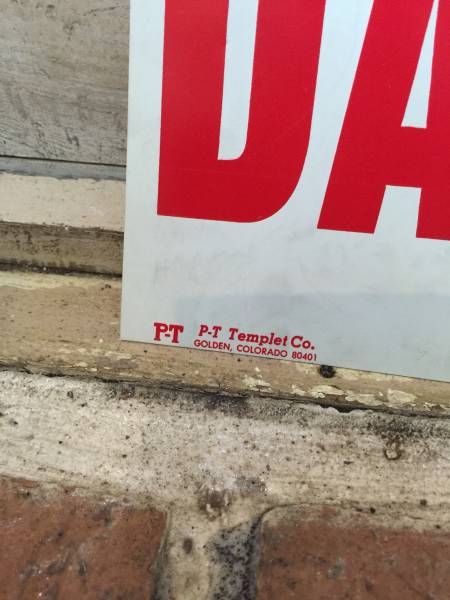 DA
P-T P-T Templet Co.
GOLDEN, COLORADO 80401